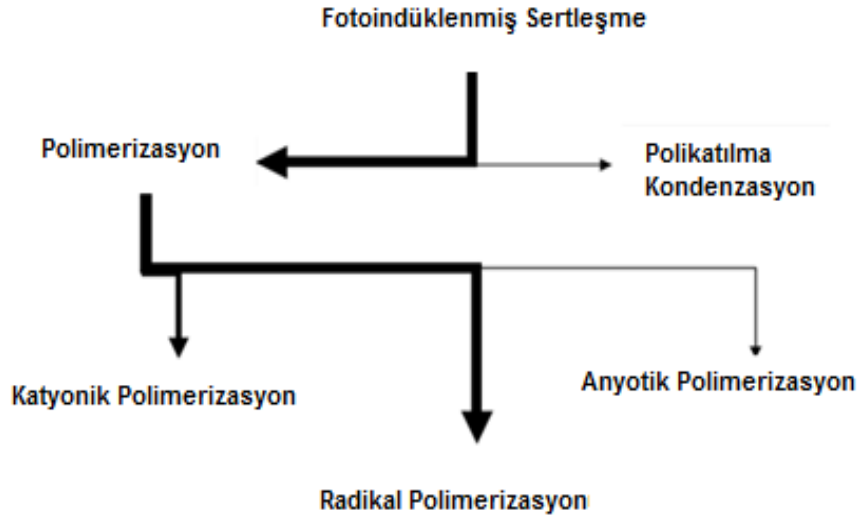 Fotoindüklenmiş Sertleşme
Polimerizasyon
Polikatılma
Kondenzasyon
Katyonik Polimerizasyon
Anyotik Polimerizasyon
Radikal Polimerizasyon